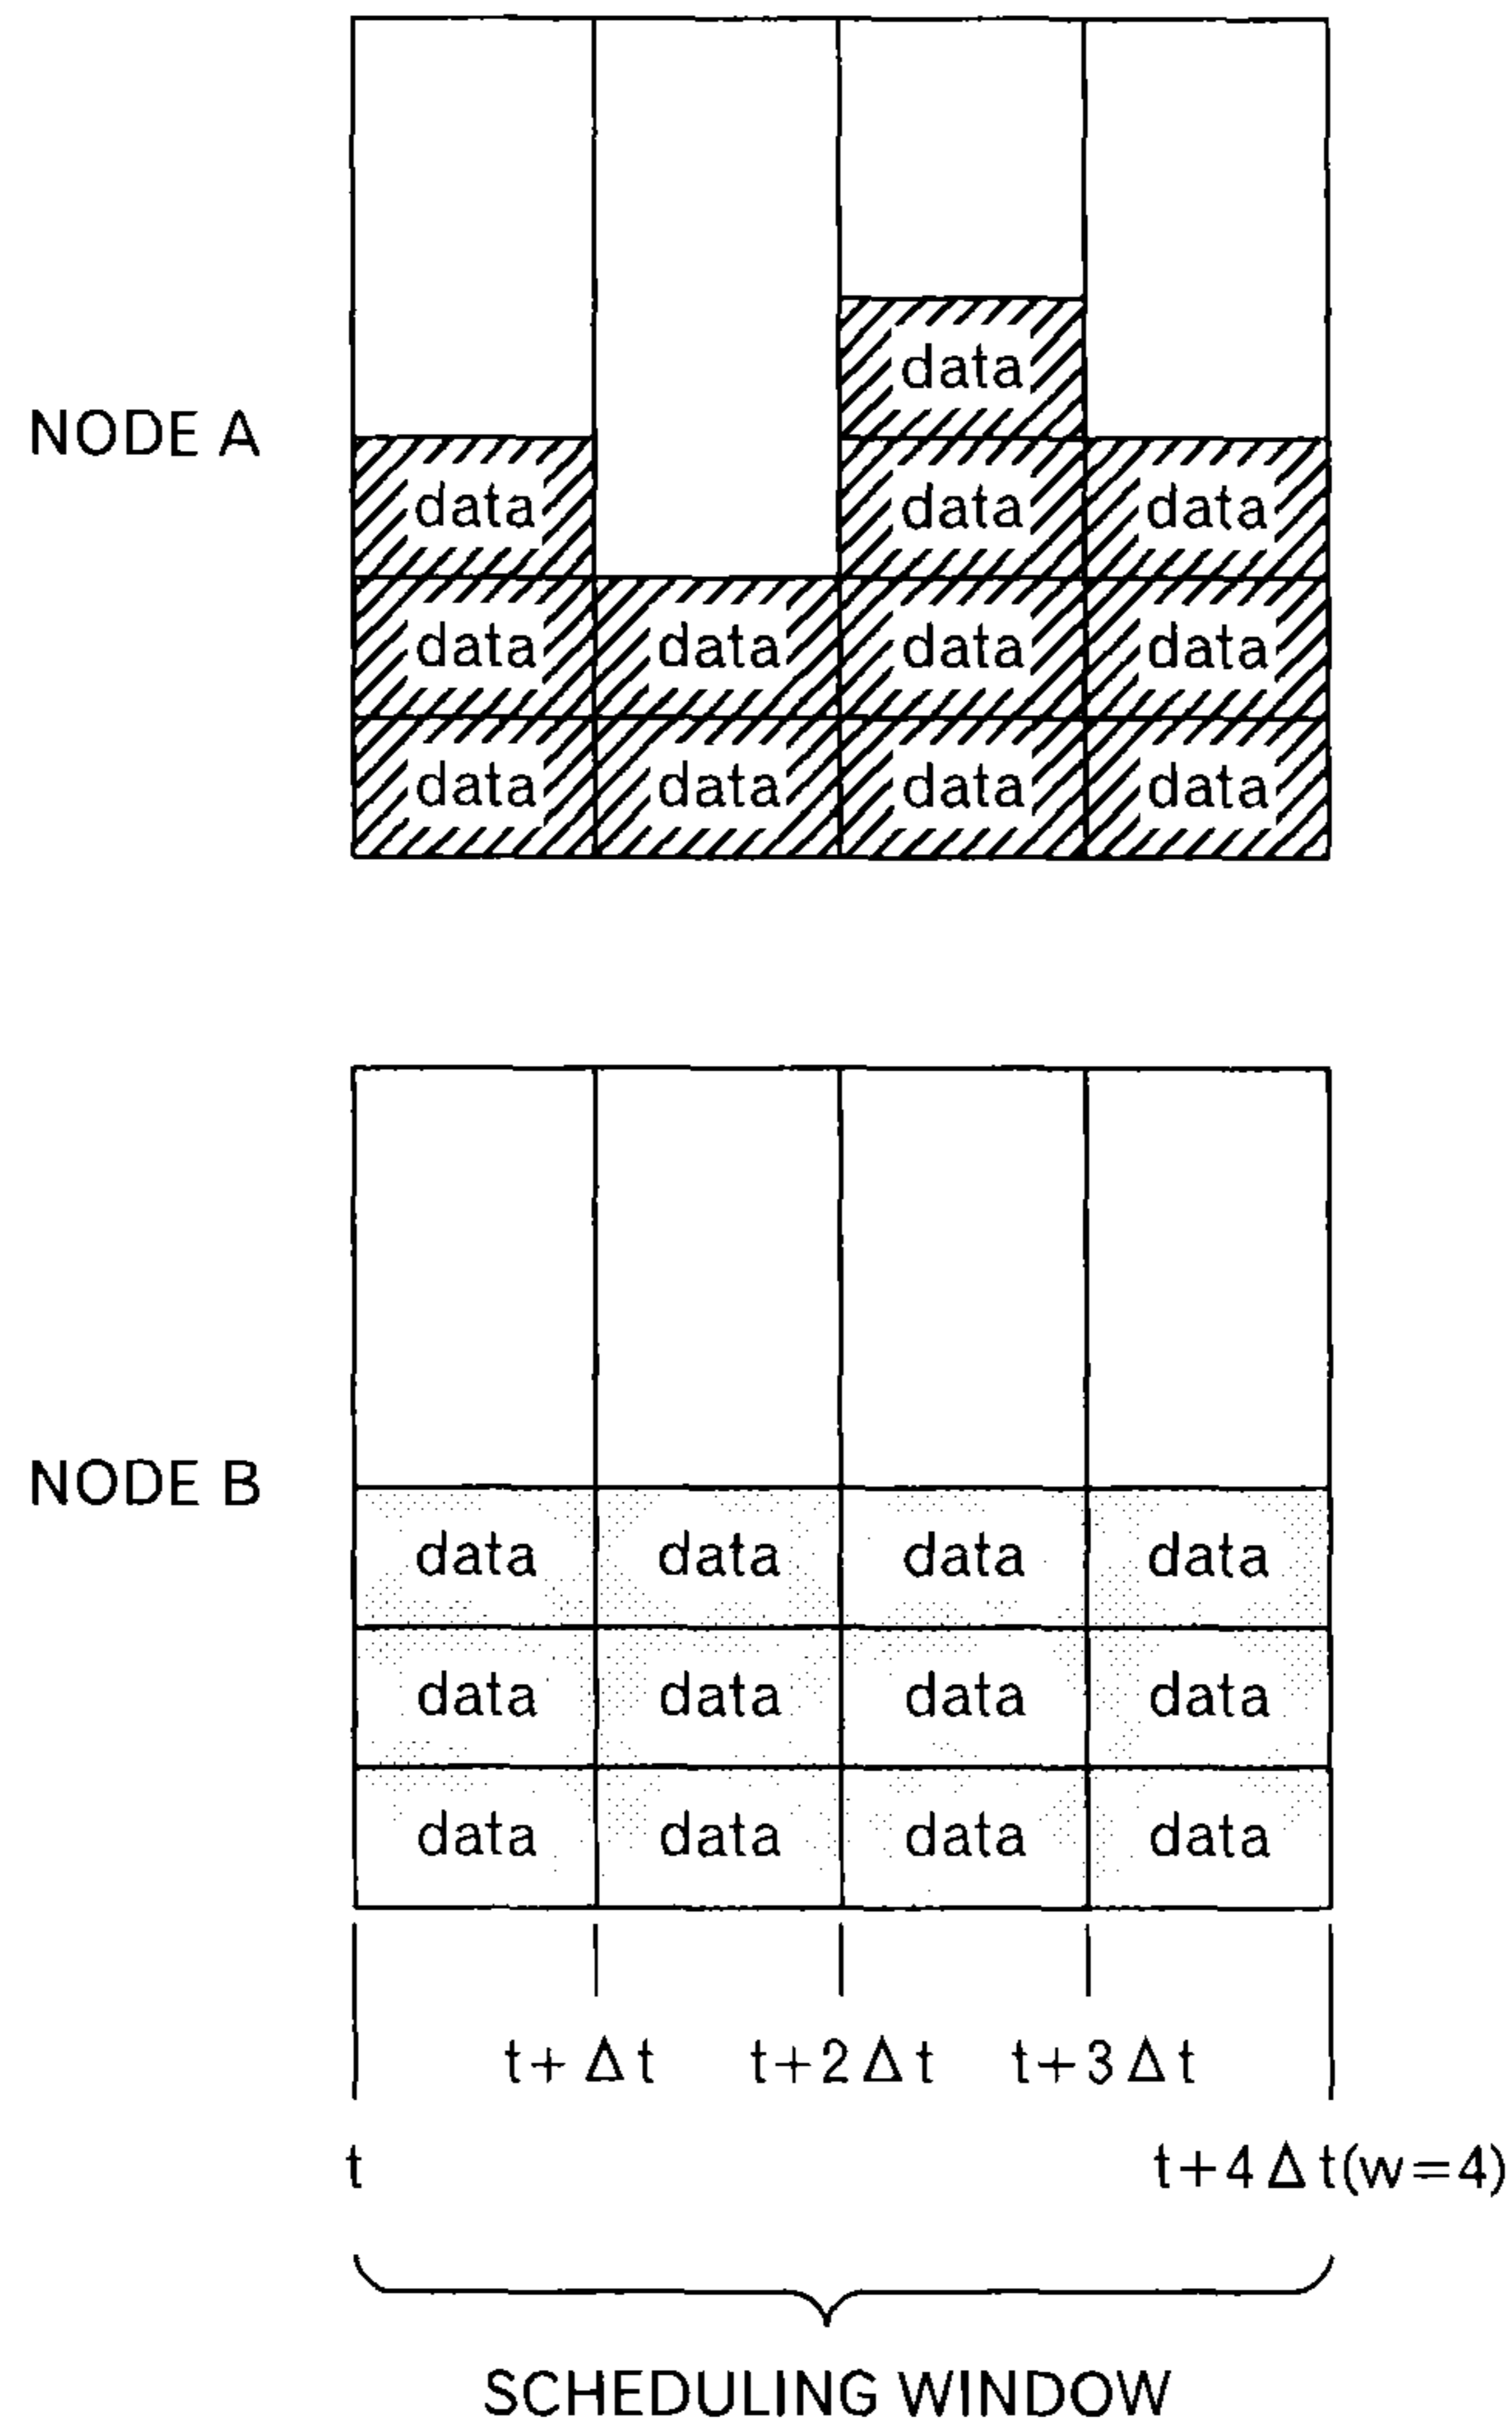 data
NODE A
data data data
data data data data
data data data data
NODE B
data data data data
data data data data
data data data data
t+Δt t+2Δt t+3Δt
t t+4Δt(w=4)
SCHEDULING WINDOW